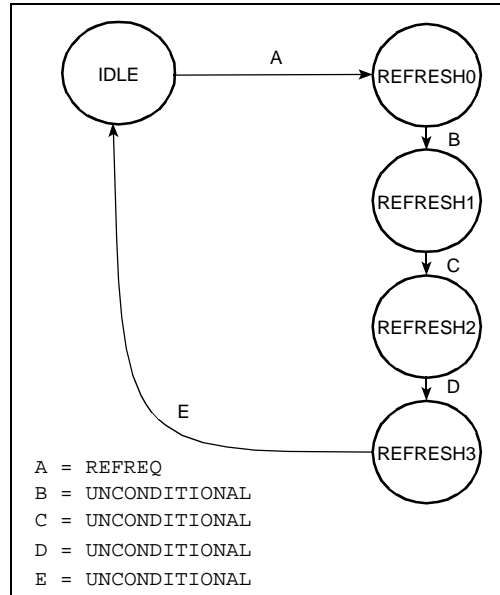 IDLE
A
REFRESH0
B
REFRESH1
C
REFRESH2
D
REFRESH3
E
A = REFREQ
B = UNCONDITIONAL
C = UNCONDITIONAL
D = UNCONDITIONAL
E = UNCONDITIONAL